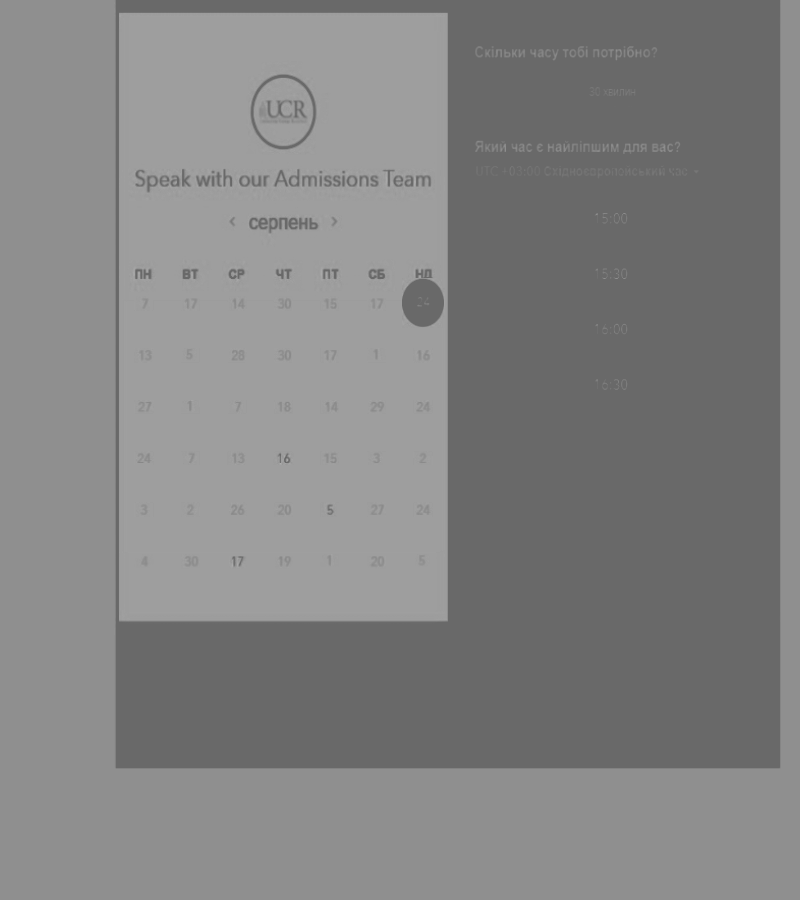 UCR
Speak with our Admissions Team
< серпень >
ПН ВТ СР ЧТ ПТ СБ НД
7 17 14 30 15 17 24
13 5 28 30 17 1 16
27 1 7 18 14 29 24
24 7 13 16 15 3 2
3 2 26 20 5 27 24
4 30 17 19 1 20 5
Скільки часу тобі потрібно?
30 хвилин
Який час є найліпшим для вас?
UTC +03:00 Східноєвропейський час
15:00
15:30
16:00
16:30